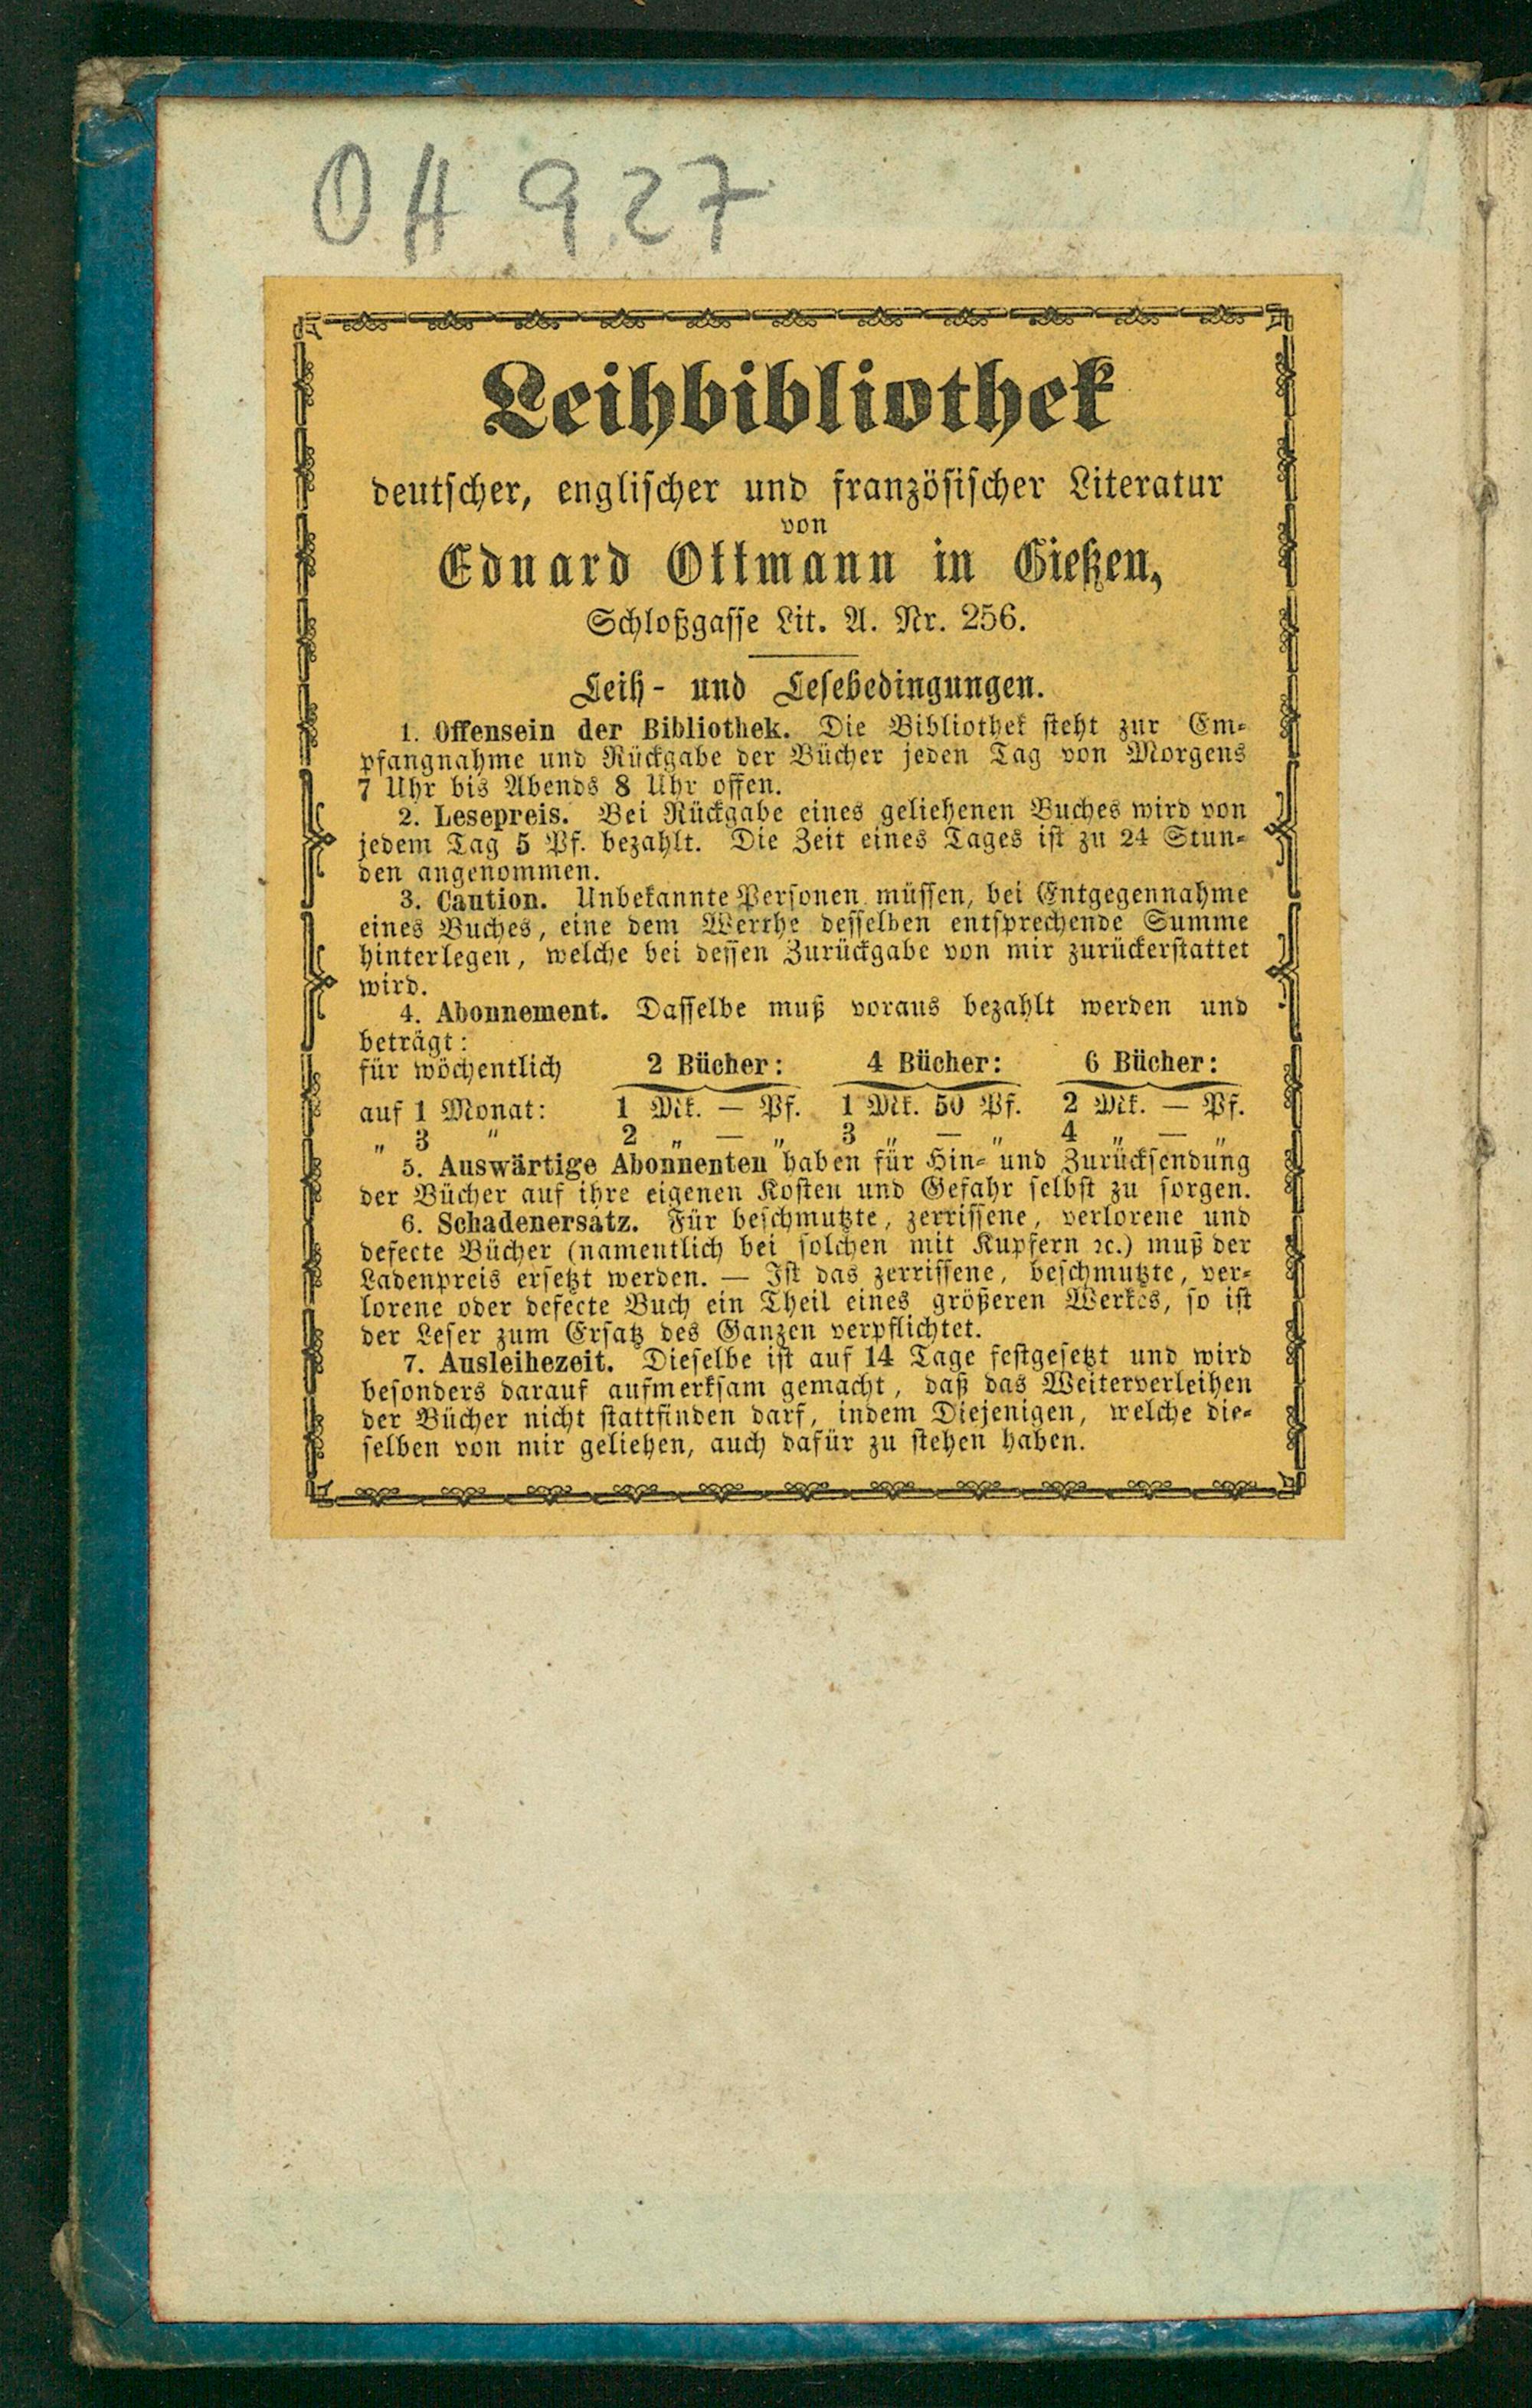 OH 927
Leihbibliothek
deutscher, englischer und französischer Literatur
von
Eduard Ottmann in Gießen,
Schloßgasse Lit. A. Nr. 256.
Leih- und Lesebedingungen.
1. Offensein der Bibliothek. Die Bibliothek steht zur Em-
pfangnahme und Rückgabe der Bücher jeden Tag von Morgens
7 Uhr bis Abends 8 Uhr offen.
2. Lesepreis. Bei Rückgabe eines geliehenen Buches wird von
jedem Tag 5 Pf. bezahlt. Die Zeit eines Tages ist zu 24 Stun-
den angenommen.
3. Caution. Unbekannte Personen müssen, bei Entgegennahme
eines Buches, eine dem Werthe desselben entsprechende Summe
hinterlegen, welche bei dessen Zurückgabe von mir zurückerstattet
wird.
4. Abonnement. Dasselbe muß voraus bezahlt werden und
beträgt:
für wöchentlich 2 Bücher: 4 Bücher: 6 Bücher:
auf 1 Monat: 1 Mk. — Pf. 1 Mk. 50 Pf. 2 Mk. — Pf.
„ 3 „ 2 „ — „ 3 „ — „ 4 „ — „
5. Auswärtige Abonnenten haben für Hin- und Zurücksendung
der Bücher auf ihre eigenen Kosten und Gefahr selbst zu sorgen.
6. Schadenersatz. Für beschmutzte, zerrissene, verlorene und
defecte Bücher (namentlich bei solchen mit Kupfern ꝛc.) muß der
Ladenpreis ersetzt werden. — Ist das zerrissene, beschmutzte, ver-
lorene oder defecte Buch ein Theil eines größeren Werkes, so ist
der Leser zum Ersatz des Ganzen verpflichtet.
7. Ausleihezeit. Dieselbe ist auf 14 Tage festgesetzt und wird
besonders darauf aufmerksam gemacht, daß das Weiterverleihen
der Bücher nicht stattfinden darf, indem Diejenigen, welche die-
selben von mir geliehen, auch dafür zu stehen haben.